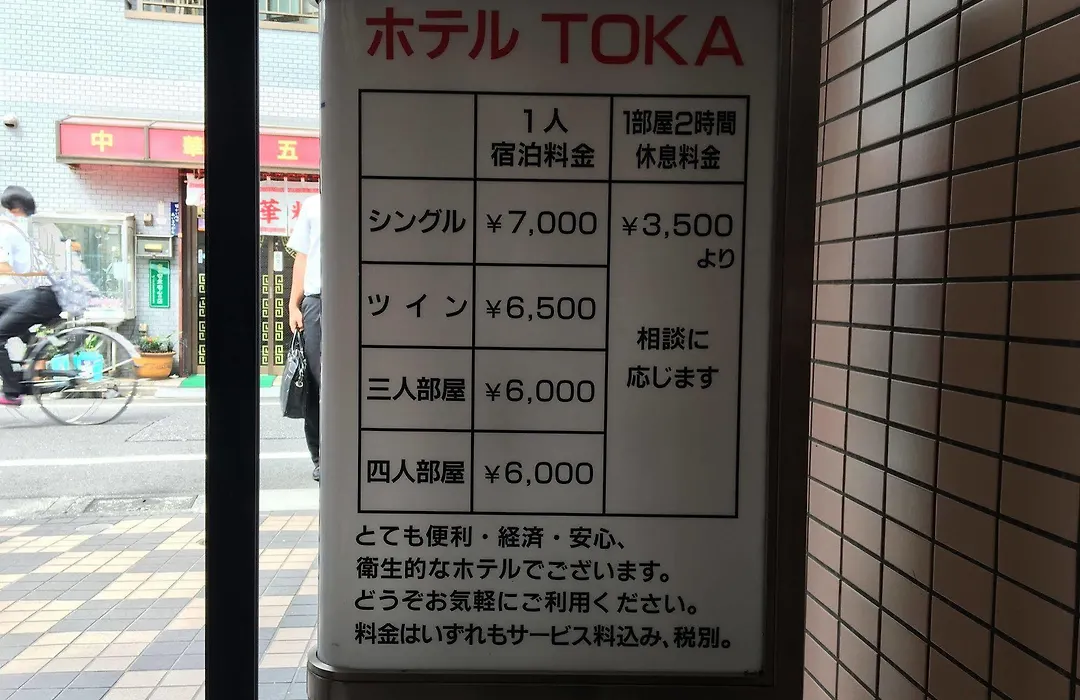 ホテル TOKA
1人
宿泊料金
1部屋2時間
休息料金
シングル ¥7,000 ¥3,500
より
ツイン ¥6,500
相談に
応じます
三人部屋 ¥6,000
四人部屋 ¥6,000
とても便利・経済・安心、
衛生的なホテルでございます。
どうぞお気軽にご利用ください。
料金はいずれもサービス料込み、税別。
中華 五
華料